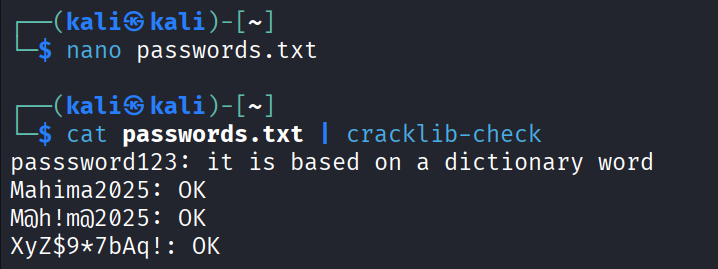 ┌──(kali㉿kali)-[~]
└─$ nano passwords.txt
┌──(kali㉿kali)-[~]
└─$ cat passwords.txt | cracklib-check
passsword123: it is based on a dictionary word
Mahima2025: OK
M@h!m@2025: OK
XyZ$9*7bAq!: OK